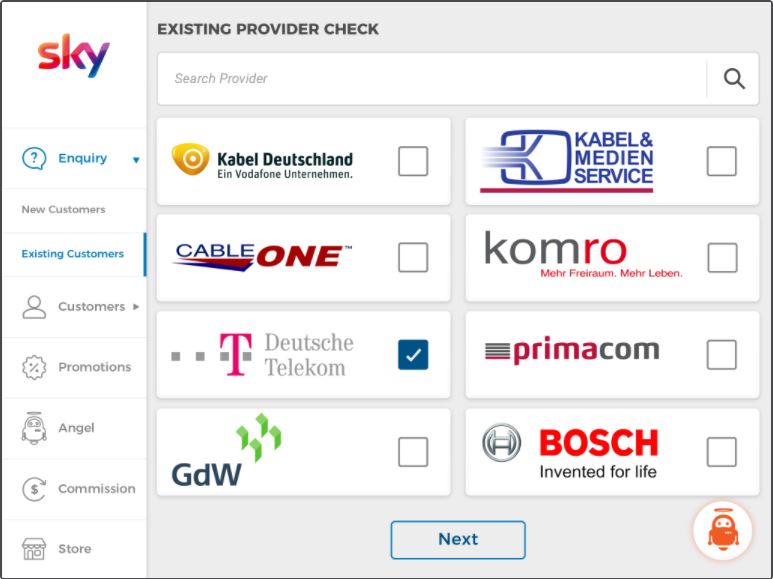 sky
EXISTING PROVIDER CHECK
Search Provider
Enquiry
New Customers
Existing Customers
Customers
Promotions
Angel
Commission
Store
Kabel Deutschland
Ein Vodafone Unternehmen.
KABEL&
MEDIEN
SERVICE
CABLE ONE™
komro
Mehr Freiraum. Mehr Leben.
T Deutsche
Telekom
primacom
GdW
BOSCH
Invented for life
Next